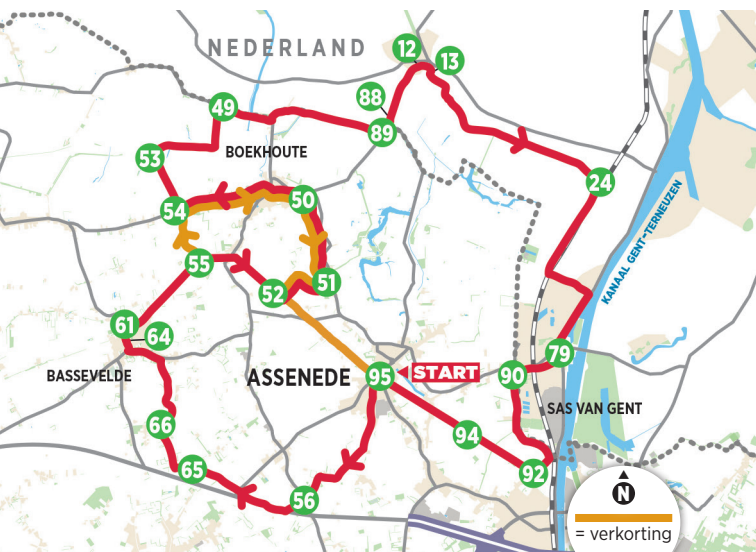 NEDERLAND
12
13
88
49
89
53
BOEKHOUTE
24
50
54
KANAAL GENT-TERNEUZEN
55
51
52
61
64
79
BASSEVELDE
ASSENEDE
95
START
90
SAS VAN GENT
66
94
65
92
56
N
= verkorting